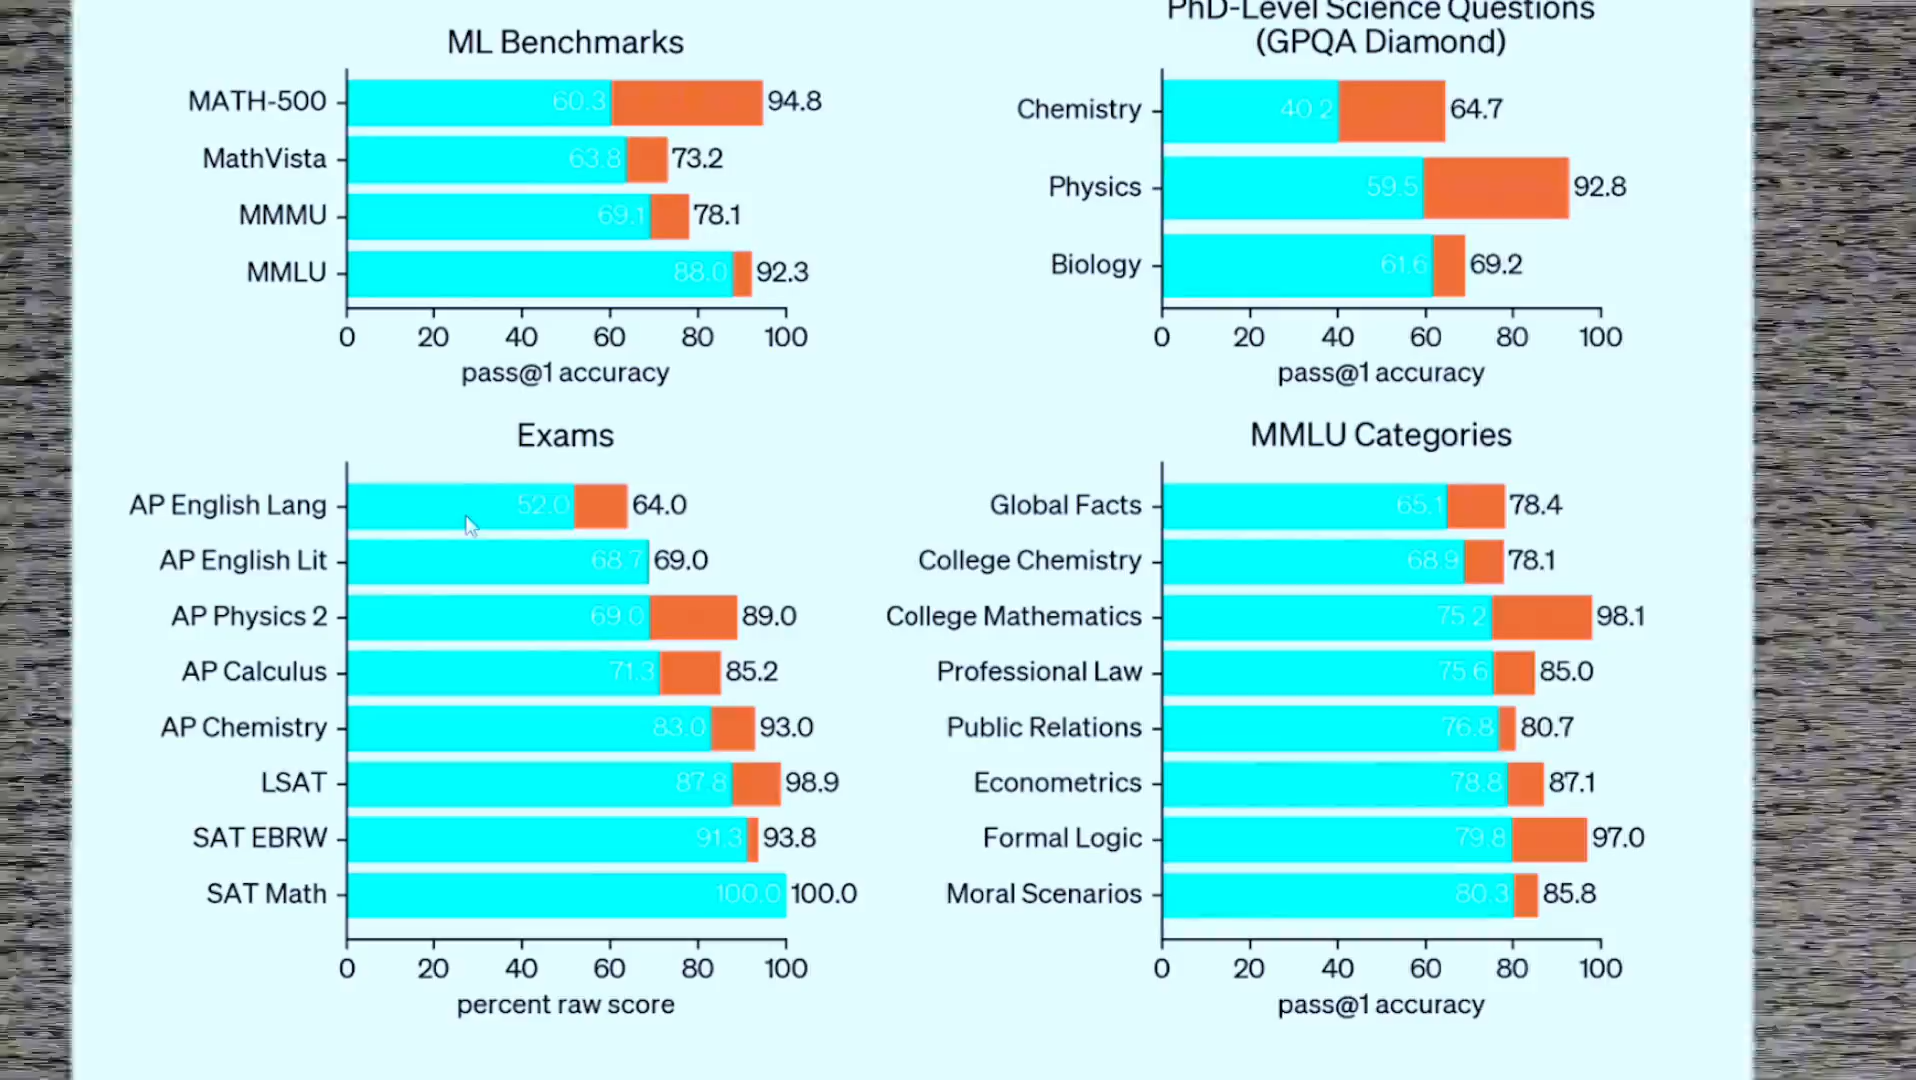 ML Benchmarks
MATH-500 60.3 94.8
MathVista 63.8 73.2
MMMU 69.1 78.1
MMLU 88.0 92.3
0 20 40 60 80 100
pass@1 accuracy
PhD-Level Science Questions
(GPQA Diamond)
Chemistry 40.2 64.7
Physics 59.5 92.8
Biology 61.6 69.2
0 20 40 60 80 100
pass@1 accuracy
Exams
AP English Lang 52.0 64.0
AP English Lit 68.7 69.0
AP Physics 2 69.0 89.0
AP Calculus 71.3 85.2
AP Chemistry 83.0 93.0
LSAT 87.8 98.9
SAT EBRW 91.3 93.8
SAT Math 100.0 100.0
0 20 40 60 80 100
percent raw score
MMLU Categories
Global Facts 65.1 78.4
College Chemistry 68.9 78.1
College Mathematics 75.2 98.1
Professional Law 75.6 85.0
Public Relations 76.8 80.7
Econometrics 78.8 87.1
Formal Logic 79.8 97.0
Moral Scenarios 80.3 85.8
0 20 40 60 80 100
pass@1 accuracy